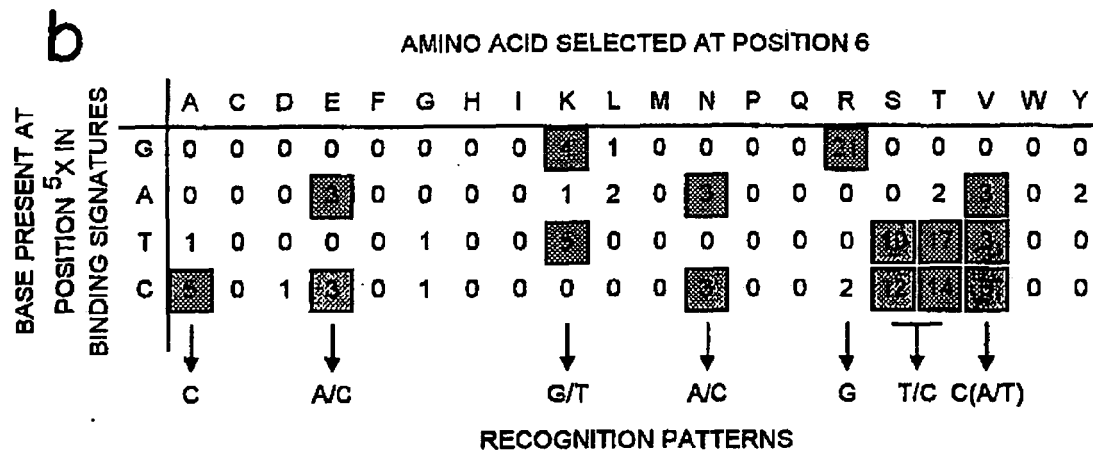 b
AMINO ACID SELECTED AT POSITION 6
A C D E F G H I K L M N P Q R S T V W Y
BASE PRESENT AT
POSITION ⁵X IN
BINDING SIGNATURES
G 0 0 0 0 0 0 0 0 4 1 0 0 0 0 21 0 0 0 0 0
A 0 0 0 3 0 0 0 0 1 2 0 3 0 0 0 0 2 3 0 2
T 1 0 0 0 0 1 0 0 5 0 0 0 0 0 0 10 17 0 0
C 5 0 1 3 0 1 0 0 0 0 0 3 0 0 2 12 14 0 0
C A/C G/T A/C G T/C C(A/T)
RECOGNITION PATTERNS